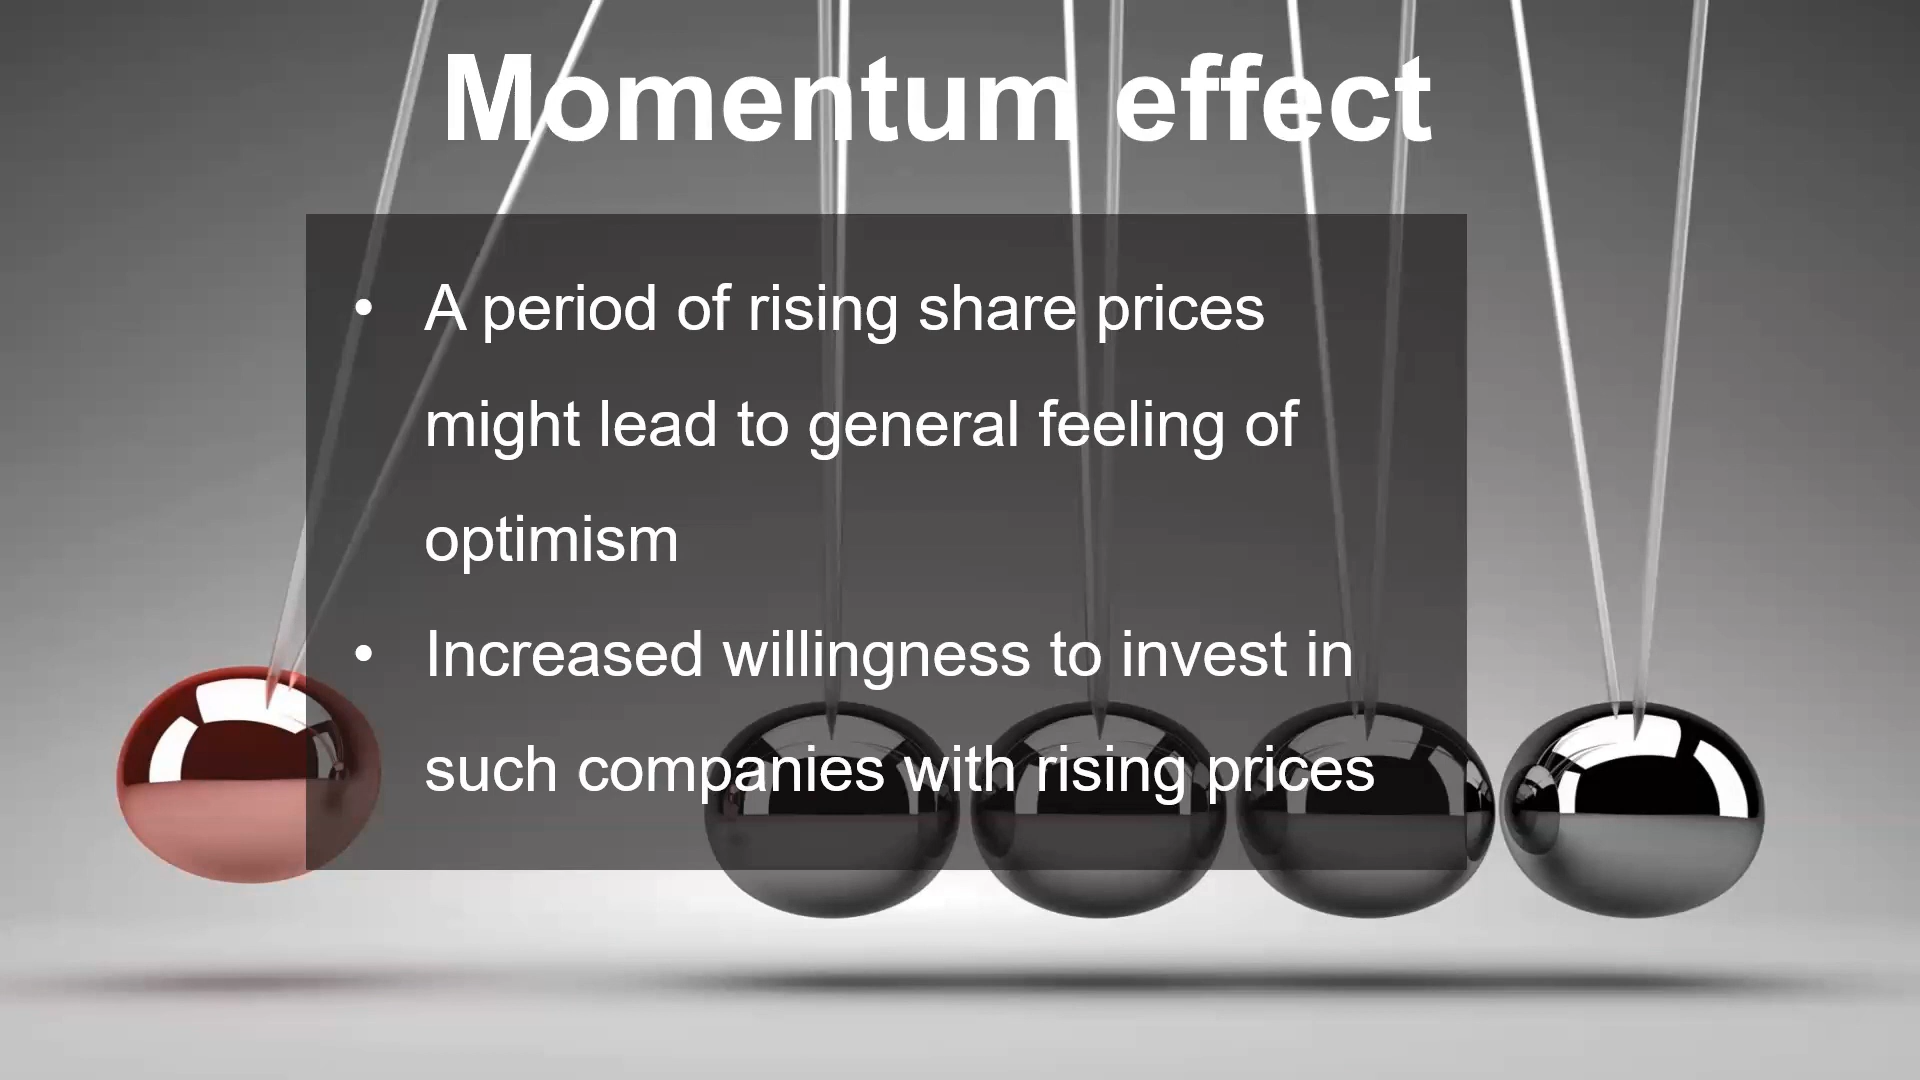 Momentum effect
• A period of rising share prices
might lead to general feeling of
optimism
• Increased willingness to invest in
such companies with rising prices